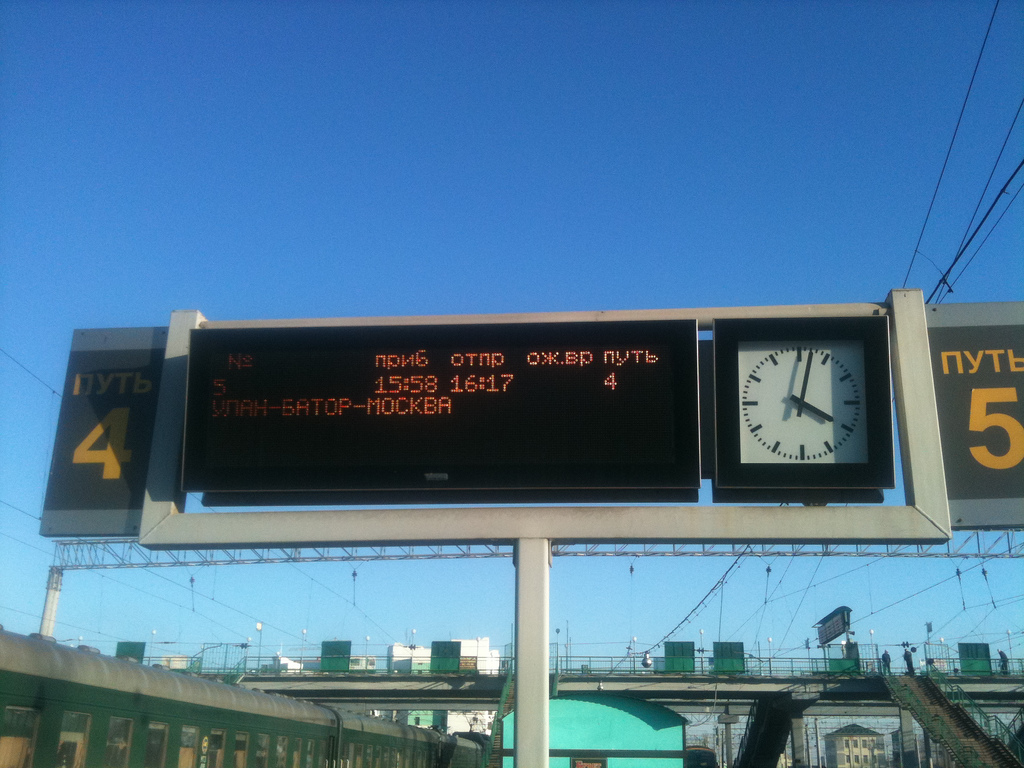 ПУТЬ
4
№ приб отпр ож.вр путь
5 15:58 16:17 4
УЛАН-БАТОР-МОСКВА
ПУТЬ
5